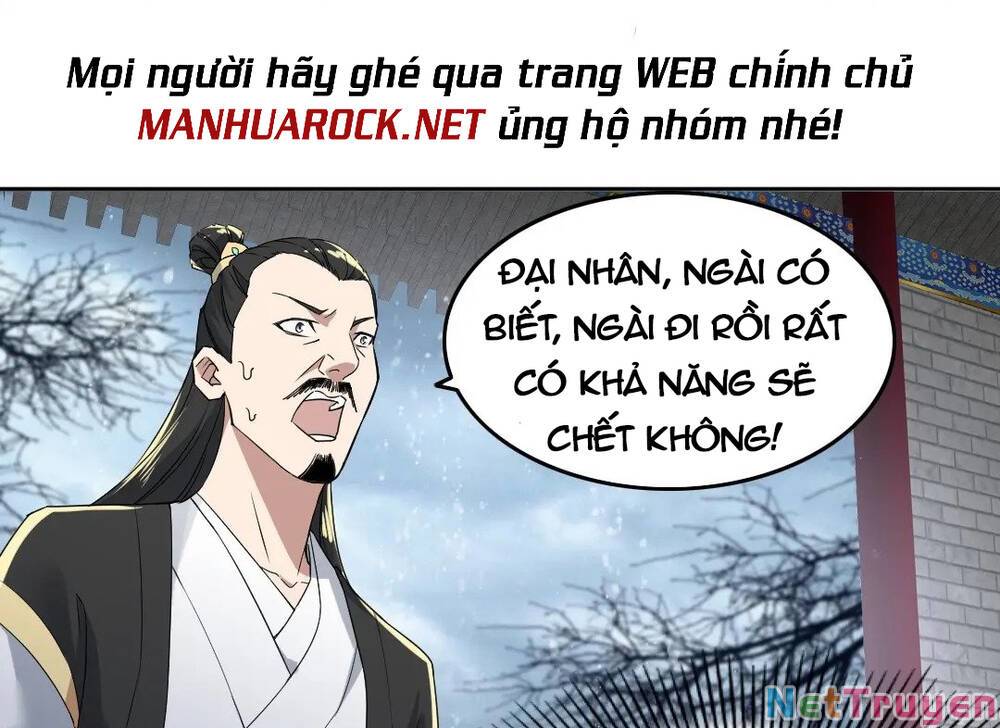 Mọi người hãy ghé qua trang WEB chính chủ
MANHUAROCK.NET ủng hộ nhóm nhé!
ĐẠI NHÂN, NGÀI CÓ
BIẾT, NGÀI ĐI RỒI RẤT
CÓ KHẢ NĂNG SẼ
CHẾT KHÔNG!
NetTruyen